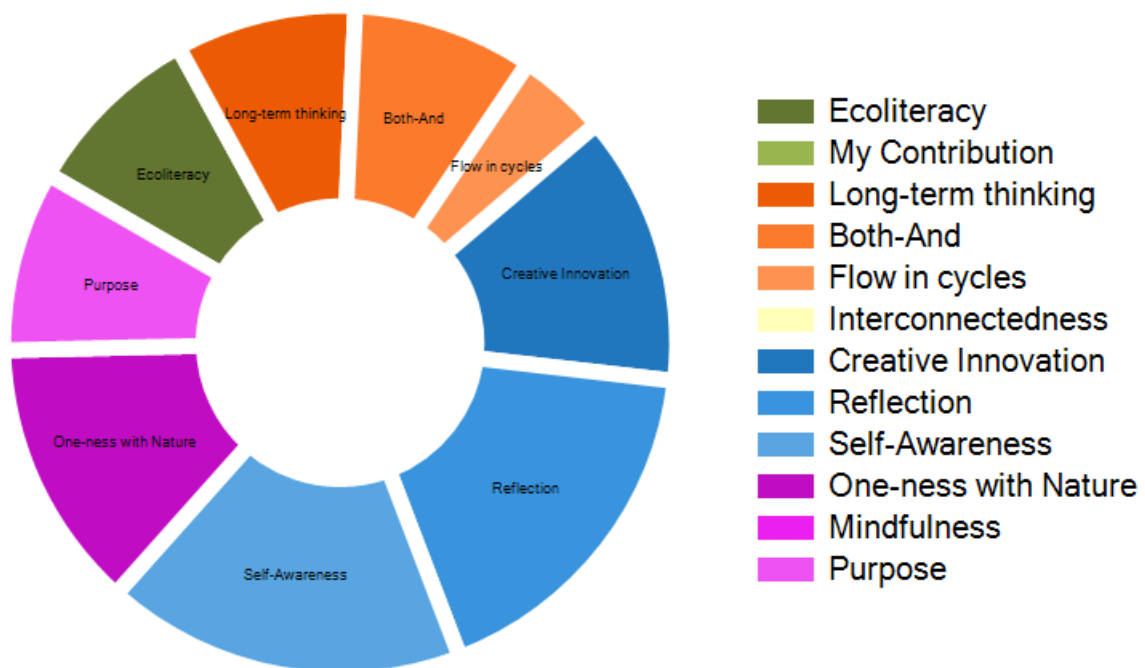 Long-term thinking
Both-And
Flow in cycles
Ecoliteracy
Creative Innovation
Purpose
One-ness with Nature
Reflection
Self-Awareness
Ecoliteracy
My Contribution
Long-term thinking
Both-And
Flow in cycles
Interconnectedness
Creative Innovation
Reflection
Self-Awareness
One-ness with Nature
Mindfulness
Purpose